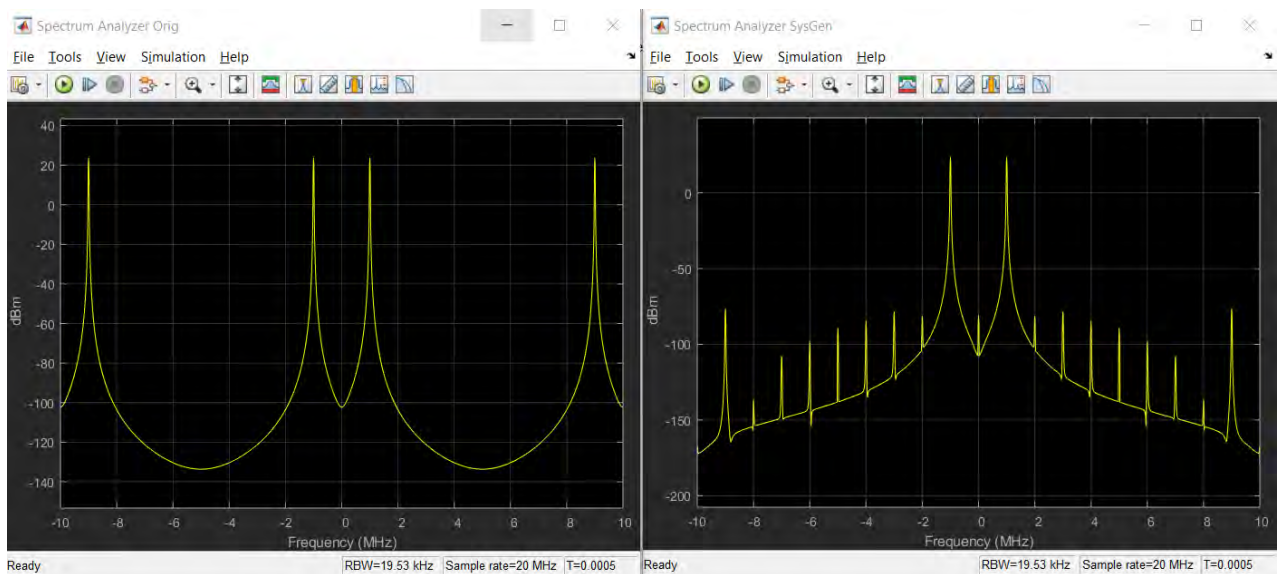 Spectrum Analyzer Orig
File Tools View Simulation Help
40
20
0
-20
-40
-60
-80
-100
-120
-140
dBm
-10 -8 -6 -4 -2 0 2 4 6 8 10
Frequency (MHz)
Ready RBW=19.53 kHz Sample rate=20 MHz T=0.0005
Spectrum Analyzer SysGen
File Tools View Simulation Help
0
-50
-100
-150
-200
dBm
-10 -8 -6 -4 -2 0 2 4 6 8 10
Frequency (MHz)
Ready RBW=19.53 kHz Sample rate=20 MHz T=0.0005